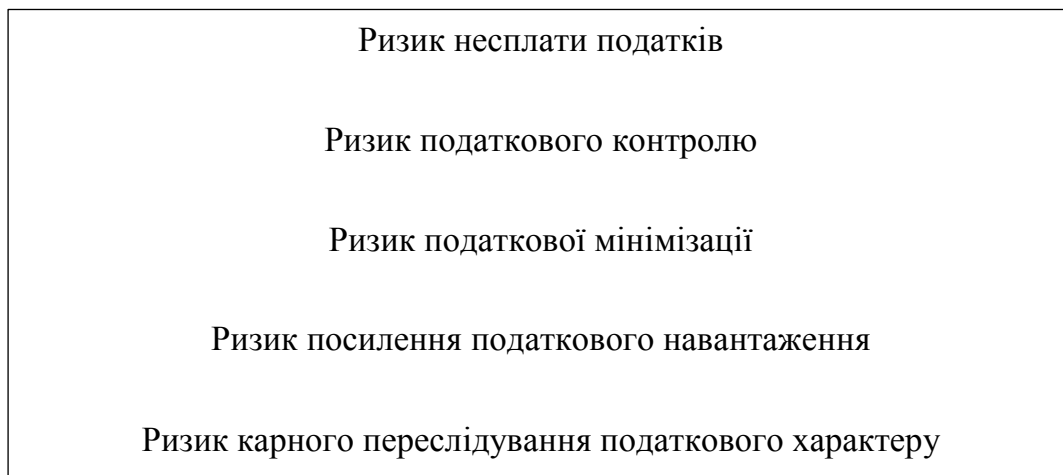 Ризик несплати податків
Ризик податкового контролю
Ризик податкової мінімізації
Ризик посилення податкового навантаження
Ризик карного переслідування податкового характеру